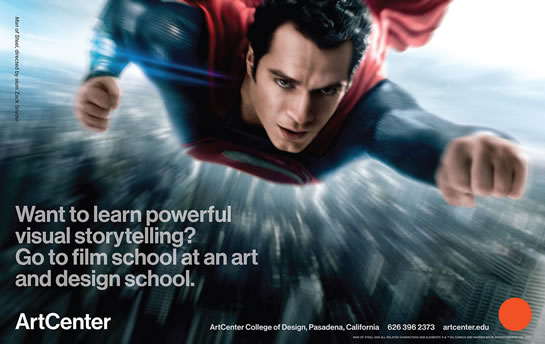 Man of Steel, directed by alum Zack Snyder
Want to learn powerful
visual storytelling?
Go to film school at an art
and design school.
ArtCenter
ArtCenter College of Design, Pasadena, California 626 396 2373 artcenter.edu